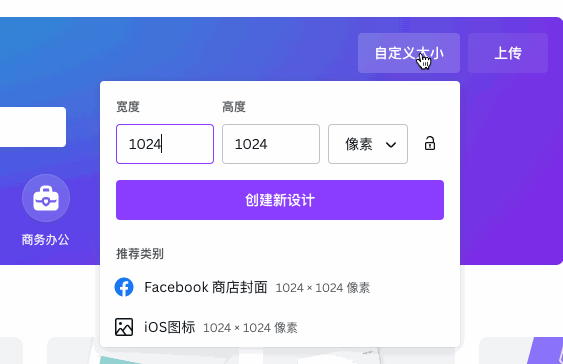 自定义大小
上传
宽度
高度
1024
1024
像素
创建新设计
商务办公
推荐类别
Facebook 商店封面 1024 × 1024 像素
iOS图标 1024 × 1024 像素